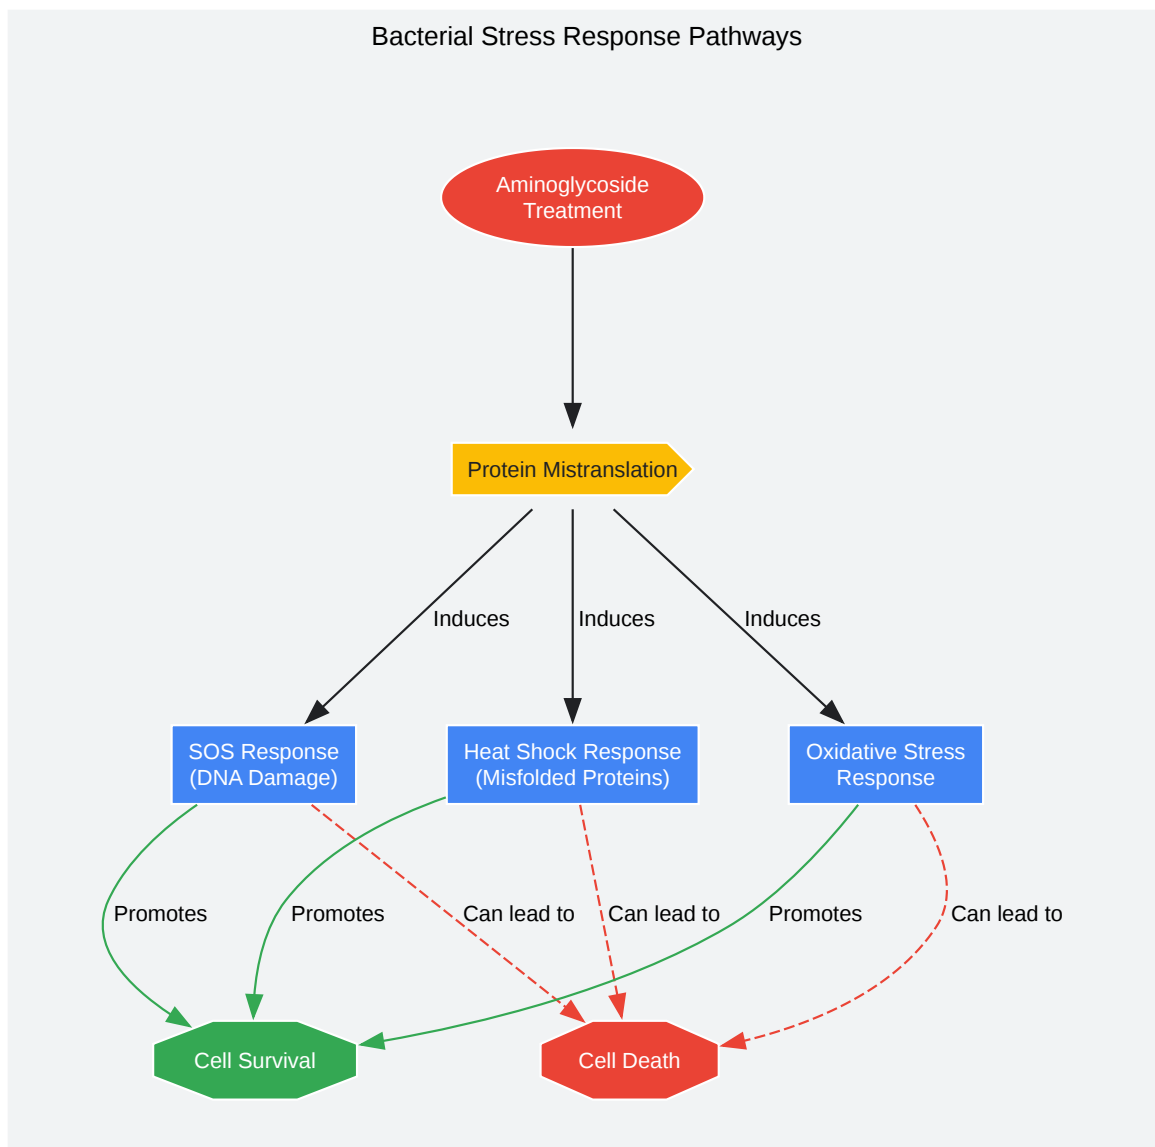 Bacterial Stress Response Pathways
Aminoglycoside
Treatment
Protein Mistranslation
Induces
Induces
Induces
SOS Response
(DNA Damage)
Heat Shock Response
(Misfolded Proteins)
Oxidative Stress
Response
Promotes
Promotes
Can lead to
Can lead to
Promotes
Can lead to
Cell Survival
Cell Death